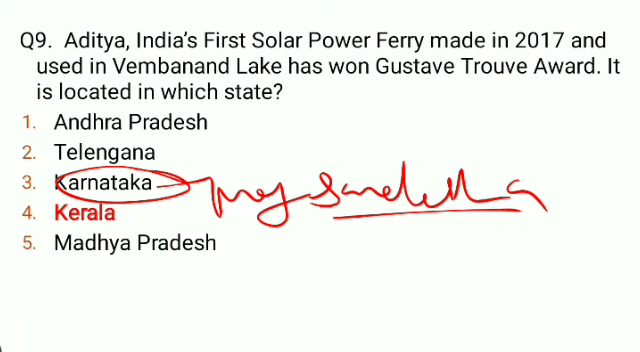 Q9. Aditya, India's First Solar Power Ferry made in 2017 and
used in Vembanand Lake has won Gustave Trouve Award. It
is located in which state?
1. Andhra Pradesh
2. Telengana
3. Karnataka
4. Kerala
5. Madhya Pradesh